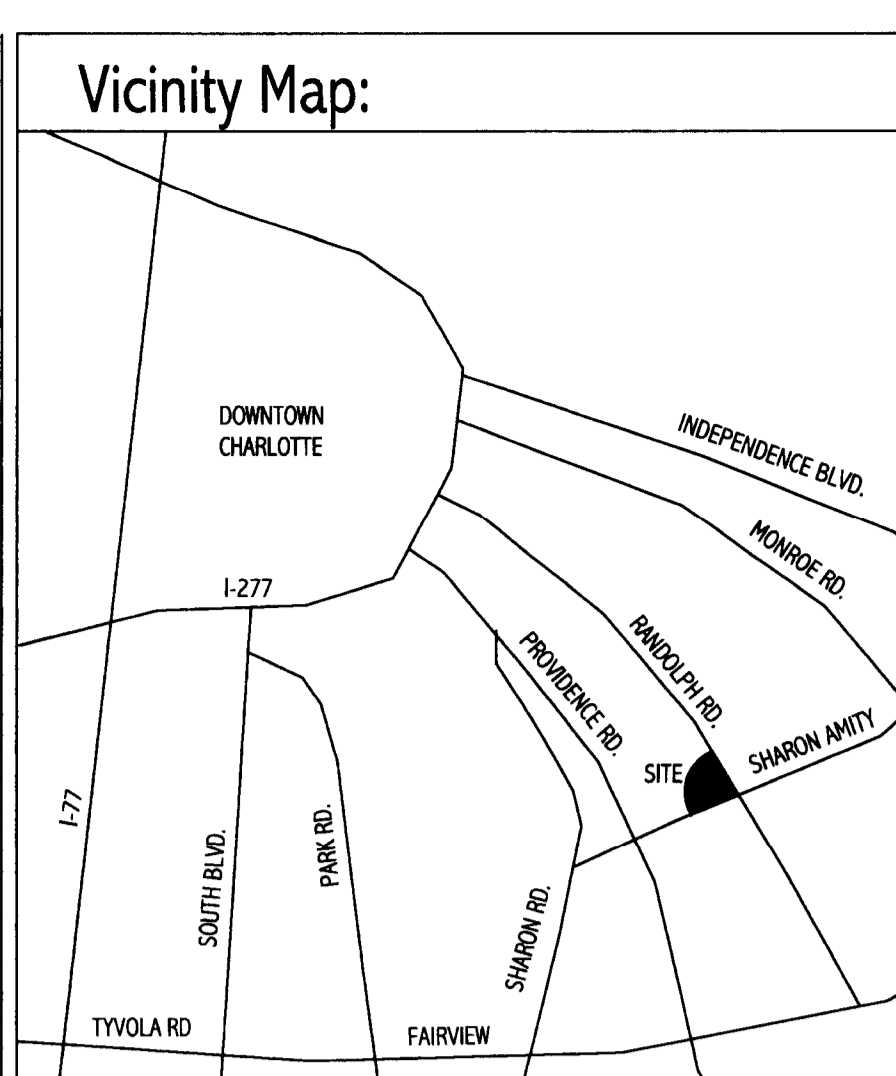 Vicinity Map:
DOWNTOWN
CHARLOTTE
INDEPENDENCE BLVD.
MONROE RD.
I-277
RANDOLPH RD.
PROVIDENCE RD.
SHARON AMITY
SITE
I-77
PARK RD.
SOUTH BLVD.
SHARON RD.
TYVOLA RD
FAIRVIEW